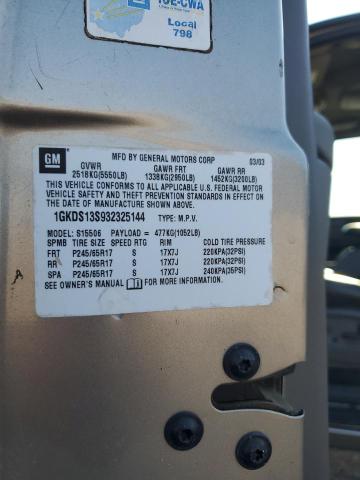 IUE-CWA
Local
798
GM
MFD BY GENERAL MOTORS CORP 03/03
GVWR GAWR FRT GAWR RR
2518KG(5550LB) 1338KG(2950LB) 1452KG(3200LB)
THIS VEHICLE CONFORMS TO ALL APPLICABLE U.S. FEDERAL MOTOR
VEHICLE SAFETY AND THEFT PREVENTION STANDARDS IN EFFECT
ON THE DATE OF MANUFACTURE SHOWN ABOVE.
1GKDS13S932325144 TYPE: M.P.V.
MODEL: S15506 PAYLOAD = 477KG(1052LB)
SPMB TIRE SIZE SPEED RTG RIM COLD TIRE PRESSURE
FRT P245/65R17 S 17X7J 220KPA(32PSI)
RR P245/65R17 S 17X7J 220KPA(32PSI)
SPA P245/65R17 S 17X7J 240KPA(35PSI)
SEE OWNER'S MANUAL FOR MORE INFORMATION.